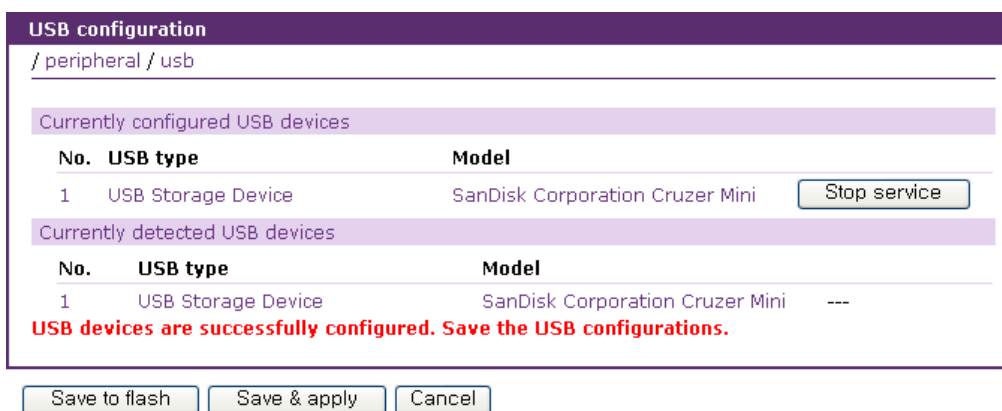 USB configuration
/ peripheral / usb
Currently configured USB devices
No. USB type Model
1 USB Storage Device SanDisk Corporation Cruzer Mini Stop service
Currently detected USB devices
No. USB type Model
1 USB Storage Device SanDisk Corporation Cruzer Mini ---
USB devices are successfully configured. Save the USB configurations.
Save to flash Save & apply Cancel